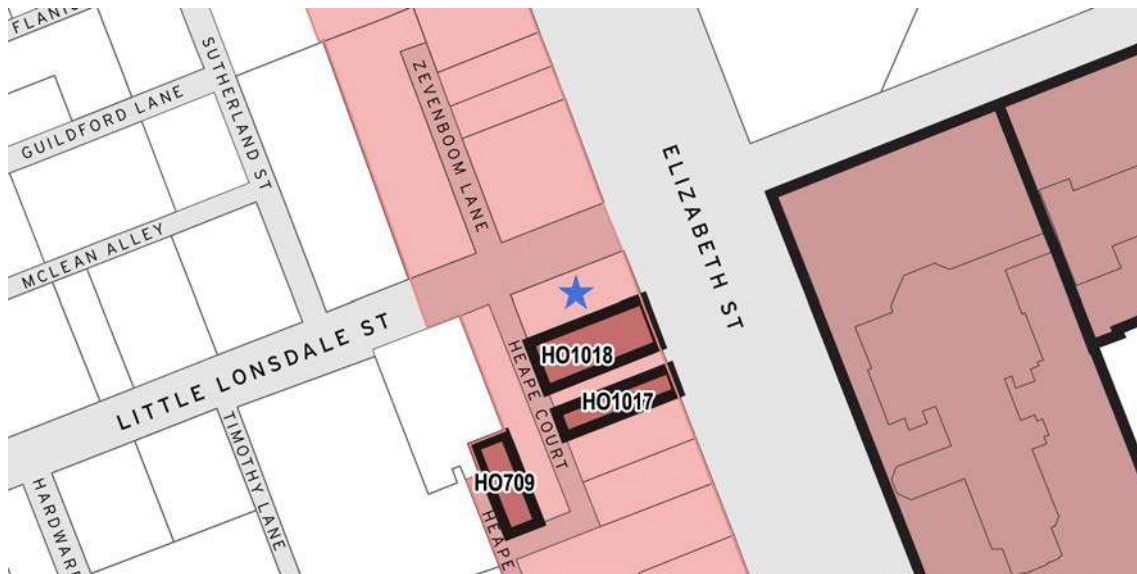 FLANI
SUTHERLAND ST
GUILDFORD LANE
ZEVENBOOM LANE
ELIZABETH ST
MCLEAN ALLEY
LITTLE LONSDALE ST
HEAPE COURT
HO1018
HO1017
TIMOTHY LANE
HO709
HARDWAR
HEAPE